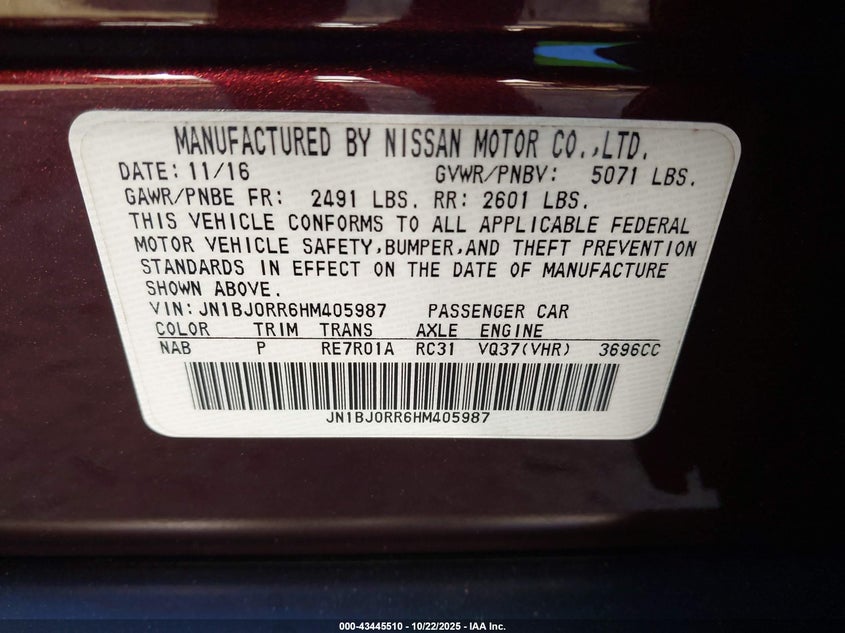 MANUFACTURED BY NISSAN MOTOR CO.,LTD.
DATE: 11/16 GVWR/PNBV: 5071 LBS.
GAWR/PNBE FR: 2491 LBS. RR: 2601 LBS.
THIS VEHICLE CONFORMS TO ALL APPLICABLE FEDERAL
MOTOR VEHICLE SAFETY,BUMPER,AND THEFT PREVENTION
STANDARDS IN EFFECT ON THE DATE OF MANUFACTURE
SHOWN ABOVE.
VIN:JN1BJ0RR6HM405987 PASSENGER CAR
COLOR TRIM TRANS AXLE ENGINE
NAB P RE7R01A RC31 VQ37(VHR) 3696CC
JN1BJ0RR6HM405987
000-43445510 - 10/22/2025 - IAA Inc.